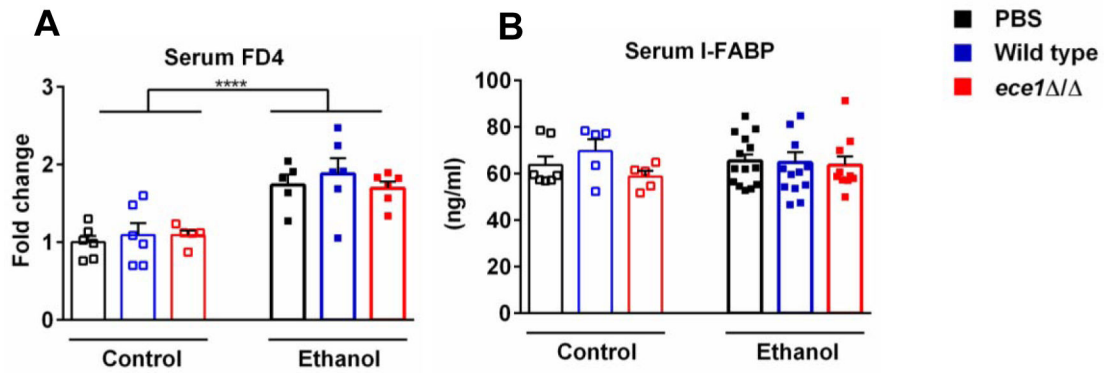 A
Serum FD4
Fold change
3
2
1
0
****
Control
Ethanol
B
Serum I-FABP
(ng/ml)
100
80
60
40
20
0
Control
Ethanol
PBS
Wild type
ece1Δ/Δ